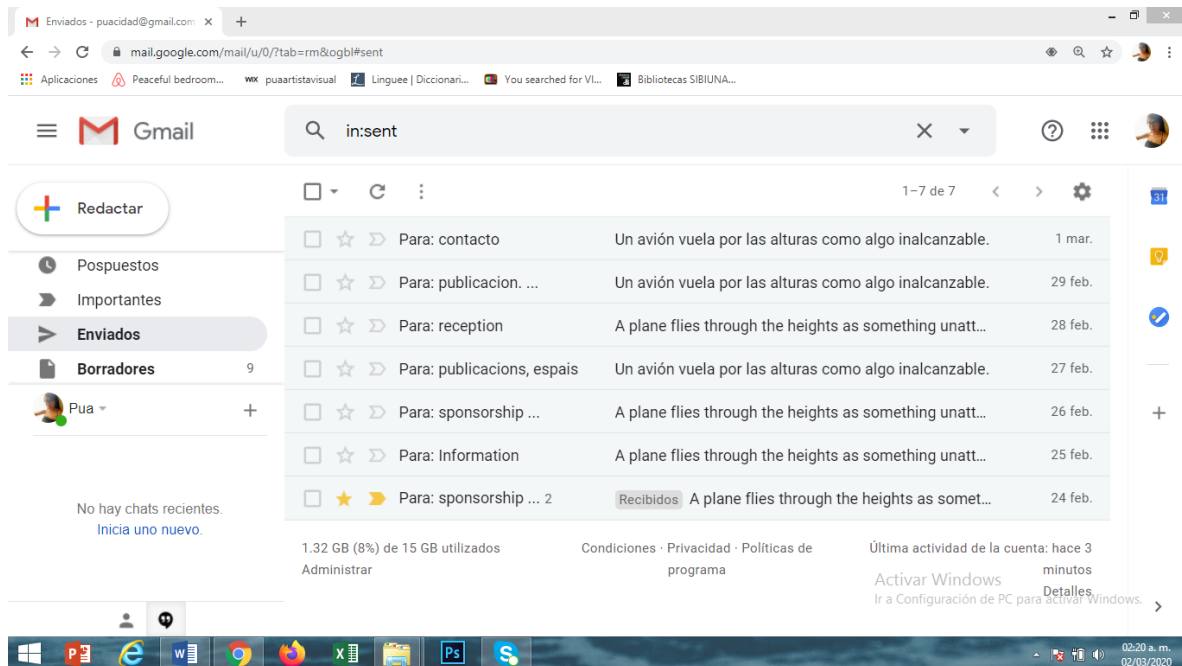 Enviados - puacidad@gmail.com
mail.google.com/mail/u/0/?tab=rm&ogbl#sent
Aplicaciones Peaceful bedroom... WIX puaartistavisual Linguee | Diccionari... You searched for VI... Bibliotecas SIBIUNA...
Gmail in:sent
Redactar 1–7 de 7 31
Para: contacto Un avión vuela por las alturas como algo inalcanzable. 1 mar.
Pospuestos
Para: publicacion. ... Un avión vuela por las alturas como algo inalcanzable. 29 feb.
Importantes
Para: reception A plane flies through the heights as something unatt... 28 feb.
Enviados
Borradores 9 Para: publicacions, espais Un avión vuela por las alturas como algo inalcanzable. 27 feb.
Pua Para: sponsorship ... A plane flies through the heights as something unatt... 26 feb.
Para: Information A plane flies through the heights as something unatt... 25 feb.
Para: sponsorship ... 2 Recibidos A plane flies through the heights as somet... 24 feb.
No hay chats recientes.
Inicia uno nuevo.
1.32 GB (8%) de 15 GB utilizados
Administrar
Condiciones · Privacidad · Políticas de
programa
Última actividad de la cuenta: hace 3
minutos
Detalles
Activar Windows
Ir a Configuración de PC para activar Windows.
Ps
02:20 a. m.
02/03/2020